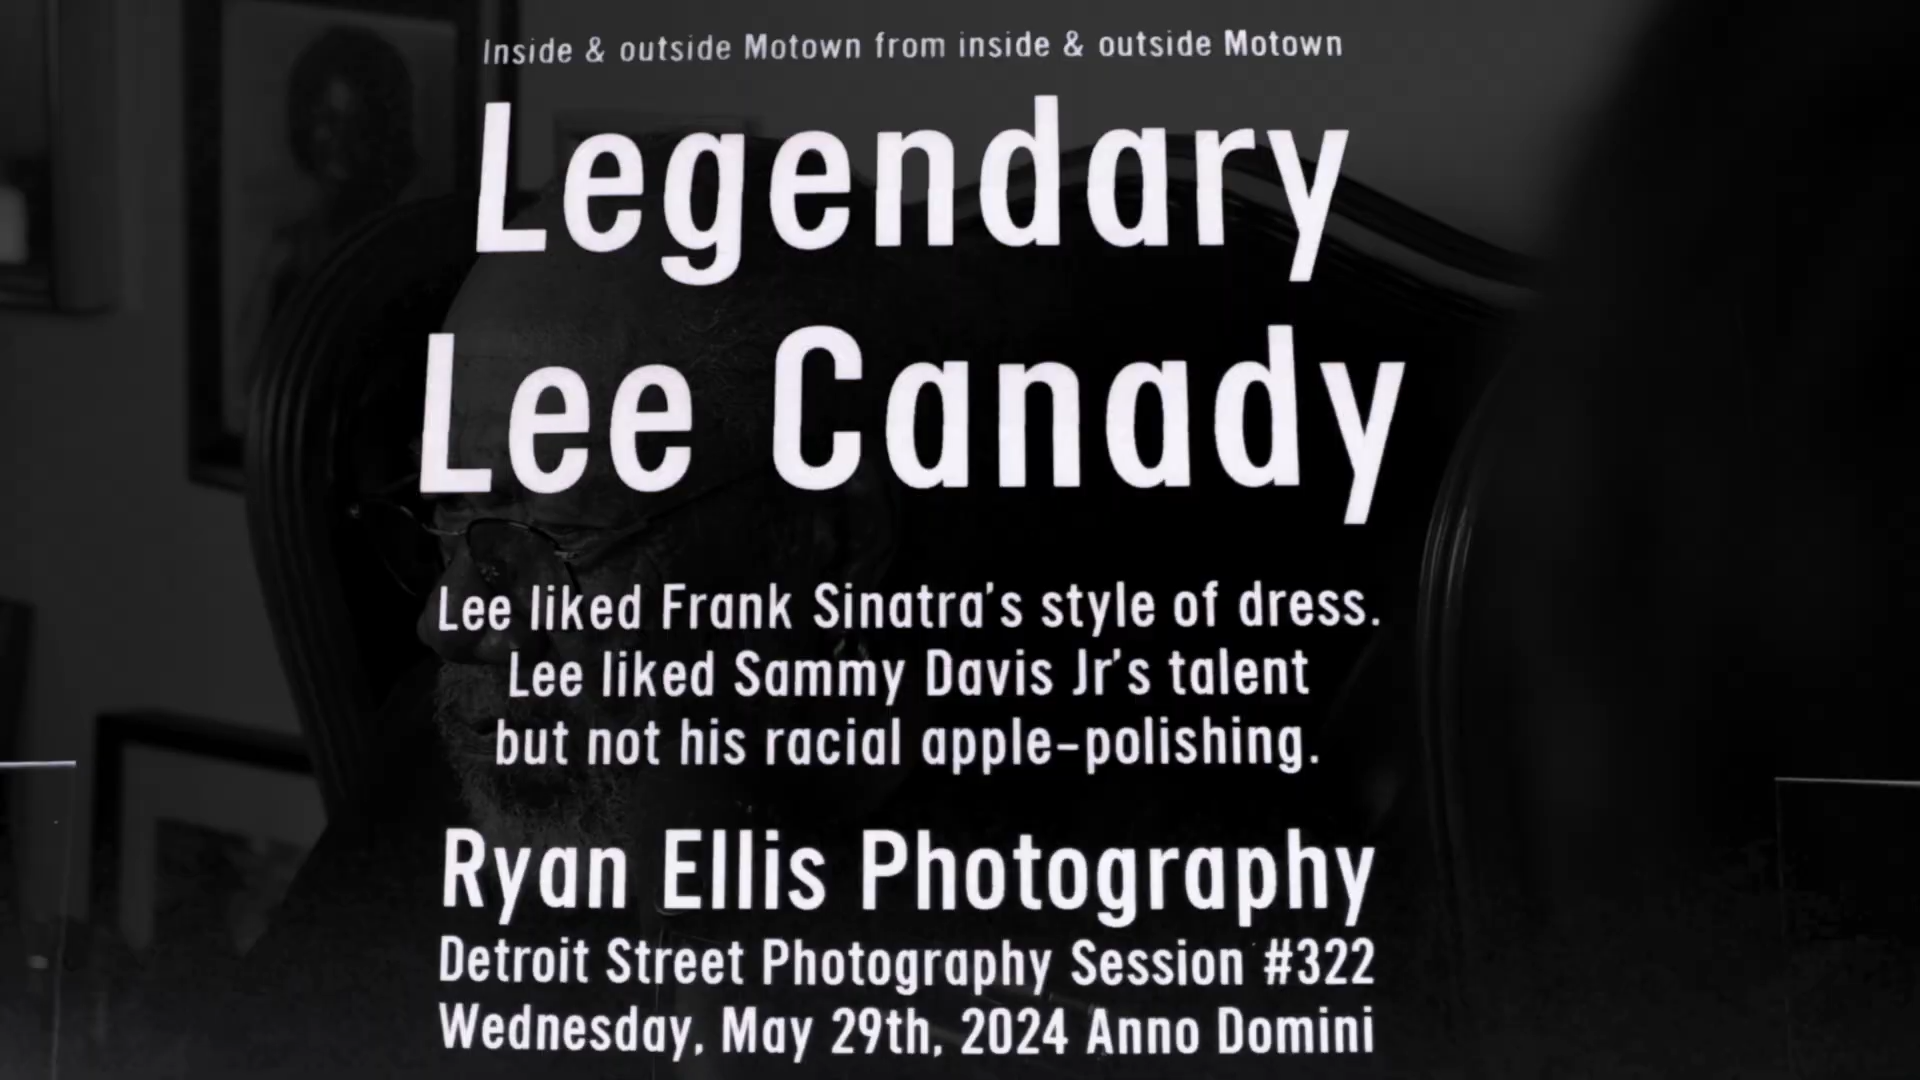 Inside & outside Motown from inside & outside Motown
Legendary
Lee Canady
Lee liked Frank Sinatra's style of dress.
Lee liked Sammy Davis Jr's talent
but not his racial apple-polishing.
Ryan Ellis Photography
Detroit Street Photography Session #322
Wednesday, May 29th, 2024 Anno Domini